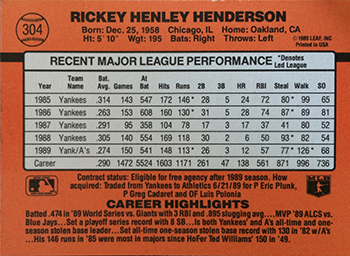 304
RICKEY HENLEY HENDERSON
Born: Dec. 25, 1958 Chicago, IL Home: Oakland, CA
Ht: 5' 10" Wgt: 195 Bats: Right Throws: Left
© 1989 LEAF, INC.
Printed in USA
RECENT MAJOR LEAGUE PERFORMANCE
*Denotes Led League
Year Team Name Bat. Avg. G At Bat Hits Runs 2B 3B HR RBI Steal Walk SO
1985 Yankees .314 143 547 172 146* 28 5 24 72 80* 99 65
1986 Yankees .263 153 608 160 130* 31 5 28 74 87* 89 81
1987 Yankees .291 95 358 104 78 17 3 17 37 41 80 52
1988 Yankees .305 140 554 169 118 30 2 6 50 93* 82 54
1989 Yank/A's .274 150 541 148 113* 26 3 12 57 77* 126* 68
Career .290 1472 5524 1603 1171 261 47 138 561 871 996 736
Contract status: Eligible for free agency after 1989 season. How
acquired: Traded from Yankees to Athletics 6/21/89 for P Eric Plunk,
P Greg Cadaret and OF Luis Polonia
CAREER HIGHLIGHTS
Batted .474 in '89 World Series vs. Giants with 3 RBI and .895 slugging avg.... MVP '89 ALCS vs.
Blue Jays... Set a playoff series record with 8 SB... Is both Yankees' and A's all-time and one-
season stolen base leader... Set all-time one-season stolen base record with 130 in '82 w/A's...
His 146 runs in '85 were most in majors since HoFer Ted Williams' 150 in '49.